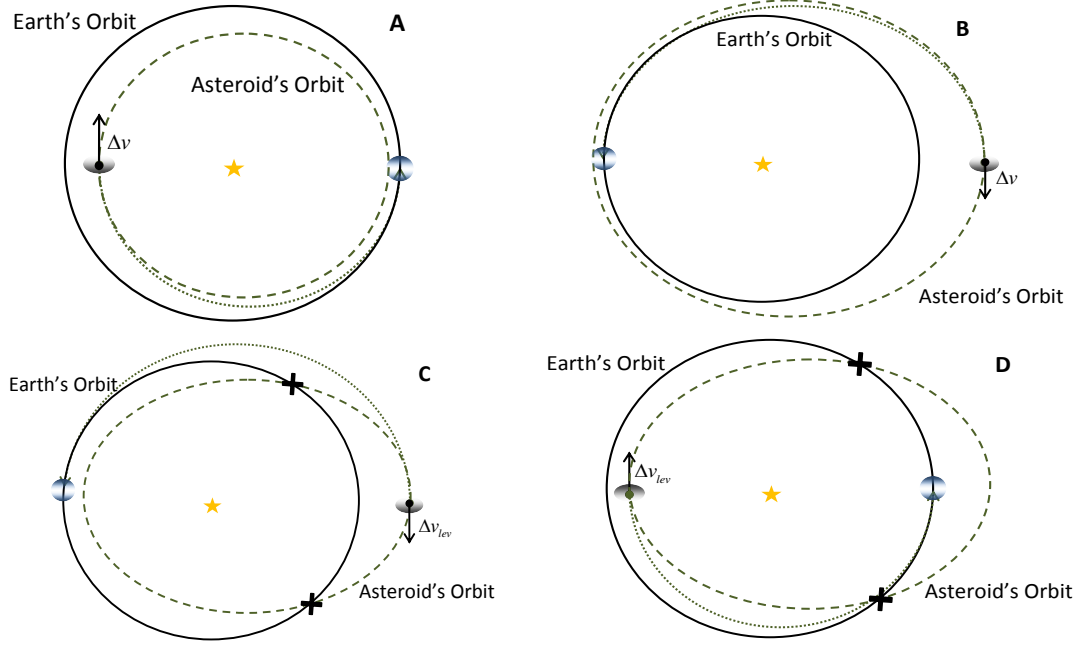 Earth's Orbit
A
Asteroid's Orbit
Δv
Earth's Orbit
B
Δv
Asteroid's Orbit
Earth's Orbit
C
Δv_lev
Asteroid's Orbit
Earth's Orbit
D
Δv_lev
Asteroid's Orbit